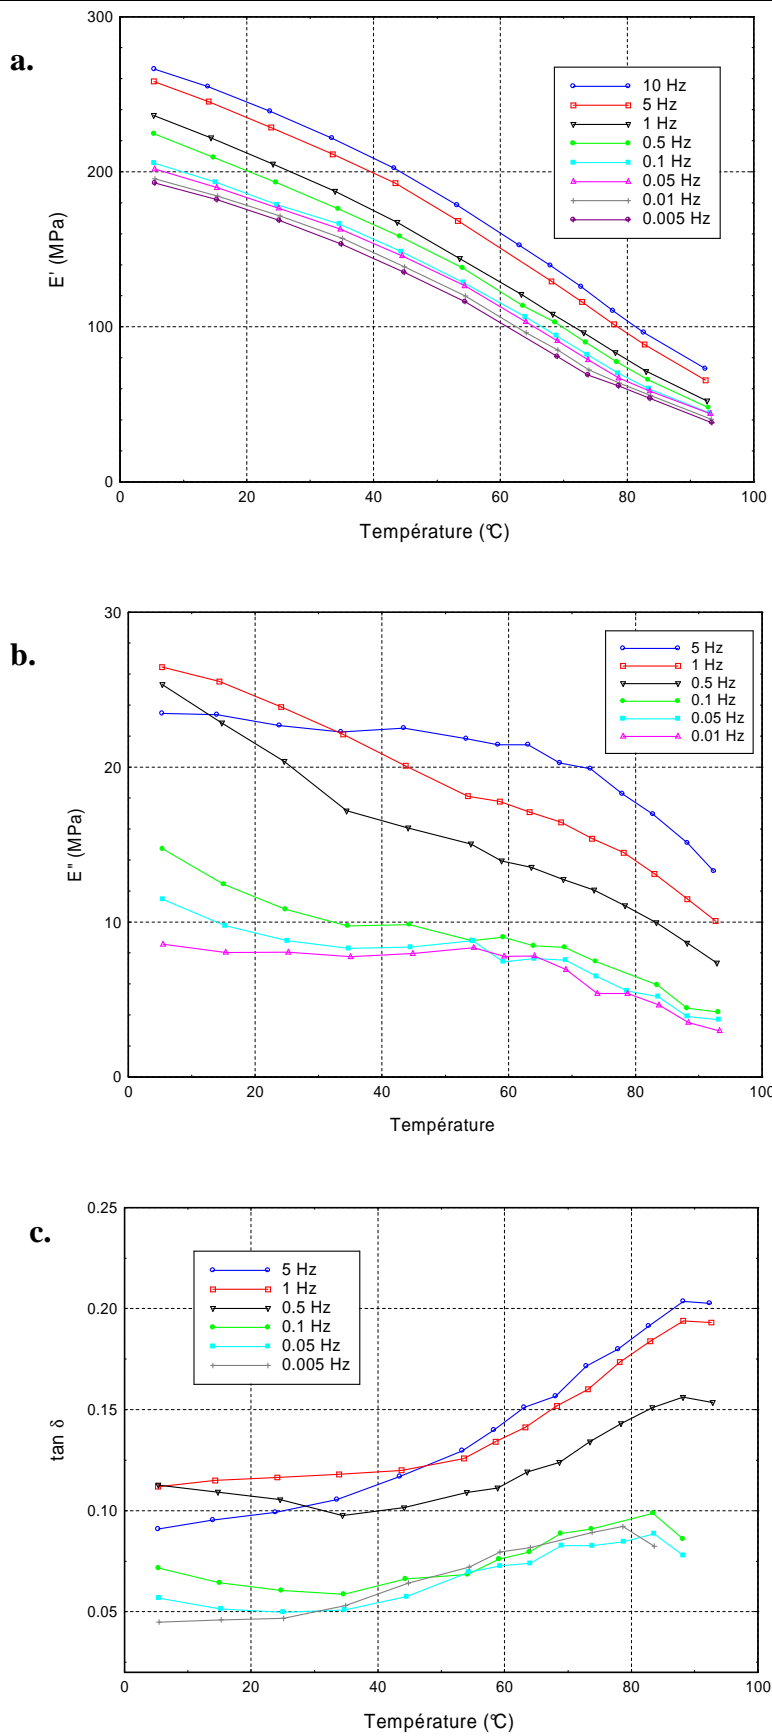 a.
300
200
100
0
E' (MPa)
10 Hz
5 Hz
1 Hz
0.5 Hz
0.1 Hz
0.05 Hz
0.01 Hz
0.005 Hz
0 20 40 60 80 100
Température (°C)
b.
30
20
10
0
E" (MPa)
5 Hz
1 Hz
0.5 Hz
0.1 Hz
0.05 Hz
0.01 Hz
0 20 40 60 80 100
Température
c.
0.25
0.20
0.15
0.10
0.05
tan δ
5 Hz
1 Hz
0.5 Hz
0.1 Hz
0.05 Hz
0.005 Hz
0 20 40 60 80 100
Température (°C)